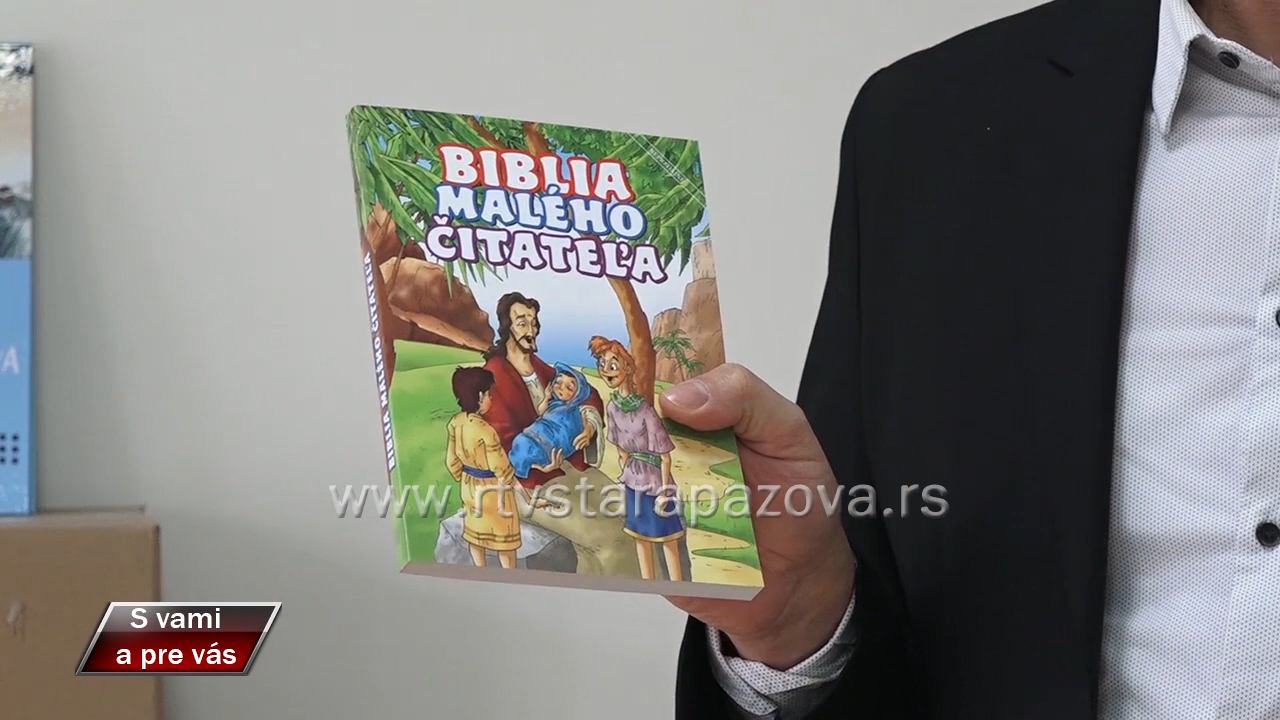 BIBLIA
MALÉHO
ČITATEĽA
BIBLIA MALÉHO ČITATEĽA
www.rtvstarapazova.rs
S vami
a pre vás